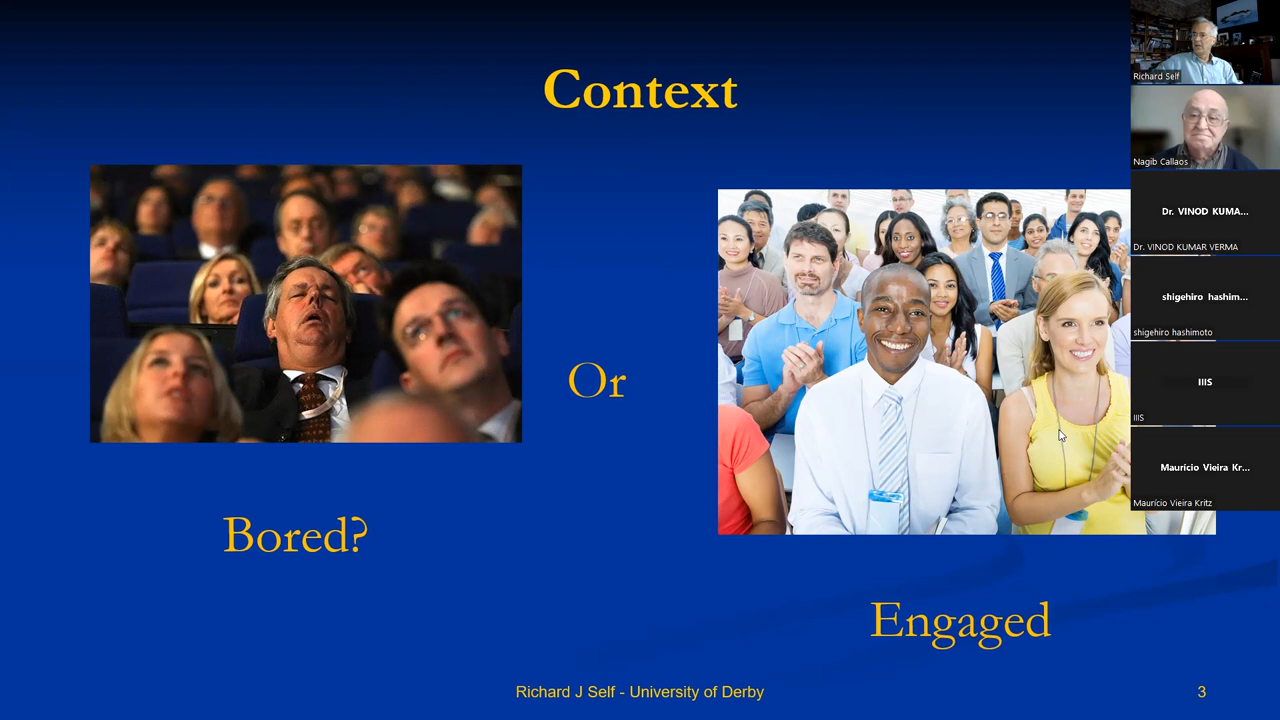 Context
Or
Bored?
Engaged
Richard J Self - University of Derby
3
Richard Self
Nagib Callaos
Dr. VINOD KUMA...
Dr. VINOD KUMAR VERMA
shigehiro hashim...
shigehiro hashimoto
IIIS
IIIS
Maurício Vieira Kr...
Maurício Vieira Kritz